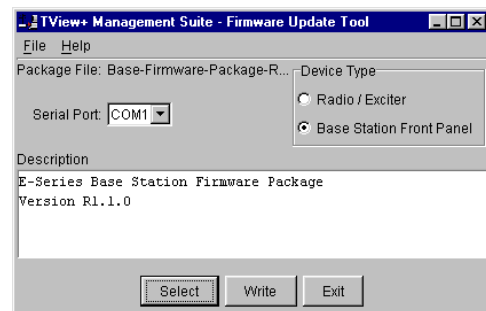 TView+ Management Suite - Firmware Update Tool
File Help
Package File: Base-Firmware-Package-R...
Device Type
Radio / Exciter
Serial Port: COM1
Base Station Front Panel
Description
E-Series Base Station Firmware Package
Version R1.1.0
Select Write Exit